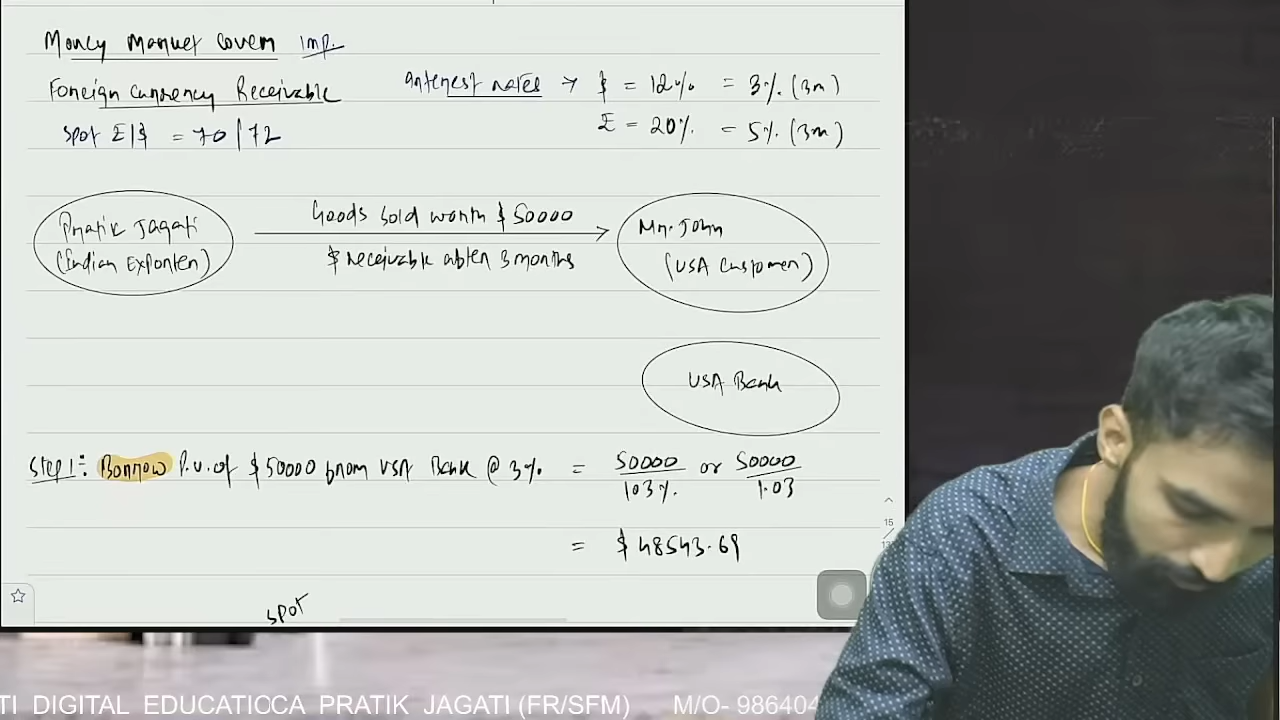 Money Market Cover Imp.
Foreign Currency Receivable
Interest rates → $ = 12% = 3% (3m)
Spot ₹/$ = 70/72
₹ = 20% = 5% (3m)
Pratik Jagati
(Indian Exporter)
Goods sold worth $50000
$ receivable after 3 months
Mr. John
(USA Customer)
USA Bank
Step 1: Borrow P.V. of $50000 from USA Bank @ 3% = 50000/103% or 50000/1.03
= $48543.69
15
Spot
TI DIGITAL EDUCATIOCA PRATIK JAGATI (FR/SFM) M/O- 98640